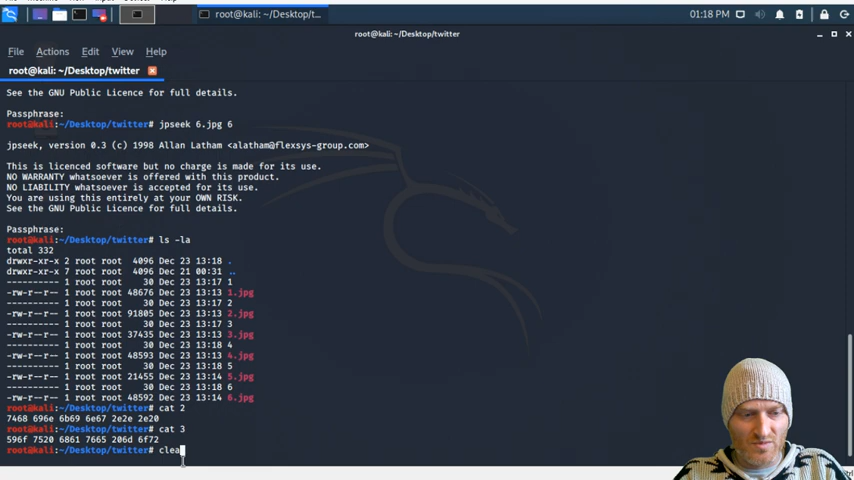 root@kali: ~/Desktop/t...
01:18 PM
root@kali: ~/Desktop/twitter
File Actions Edit View Help
root@kali: ~/Desktop/twitter
See the GNU Public Licence for full details.
Passphrase:
root@kali:~/Desktop/twitter# jpseek 6.jpg 6
jpseek, version 0.3 (c) 1998 Allan Latham <alatham@flexsys-group.com>
This is licenced software but no charge is made for its use.
NO WARRANTY whatsoever is offered with this product.
NO LIABILITY whatsoever is accepted for its use.
You are using this entirely at your OWN RISK.
See the GNU Public Licence for full details.
Passphrase:
root@kali:~/Desktop/twitter# ls -la
total 332
drwxr-xr-x 2 root root 4096 Dec 23 13:18 .
drwxr-xr-x 7 root root 4096 Dec 21 00:31 ..
---------- 1 root root 30 Dec 23 13:17 1
-rw-r--r-- 1 root root 48676 Dec 23 13:13 1.jpg
---------- 1 root root 30 Dec 23 13:17 2
-rw-r--r-- 1 root root 91805 Dec 23 13:13 2.jpg
---------- 1 root root 30 Dec 23 13:17 3
-rw-r--r-- 1 root root 37435 Dec 23 13:13 3.jpg
---------- 1 root root 30 Dec 23 13:18 4
-rw-r--r-- 1 root root 48593 Dec 23 13:13 4.jpg
---------- 1 root root 30 Dec 23 13:18 5
-rw-r--r-- 1 root root 21455 Dec 23 13:14 5.jpg
---------- 1 root root 30 Dec 23 13:18 6
-rw-r--r-- 1 root root 48592 Dec 23 13:14 6.jpg
root@kali:~/Desktop/twitter# cat 2
7468 696e 6b69 6e67 2e2e 2e20
root@kali:~/Desktop/twitter# cat 3
596f 7520 6861 7665 206d 6f72
root@kali:~/Desktop/twitter# clea